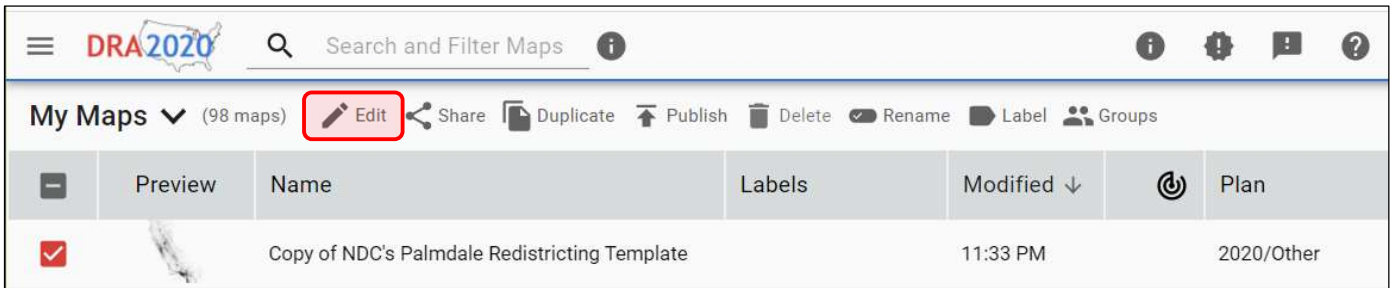 DRA2020 Search and Filter Maps
My Maps (98 maps) Edit Share Duplicate Publish Delete Rename Label Groups
Preview Name Labels Modified ↓ Plan
Copy of NDC's Palmdale Redistricting Template 11:33 PM 2020/Other